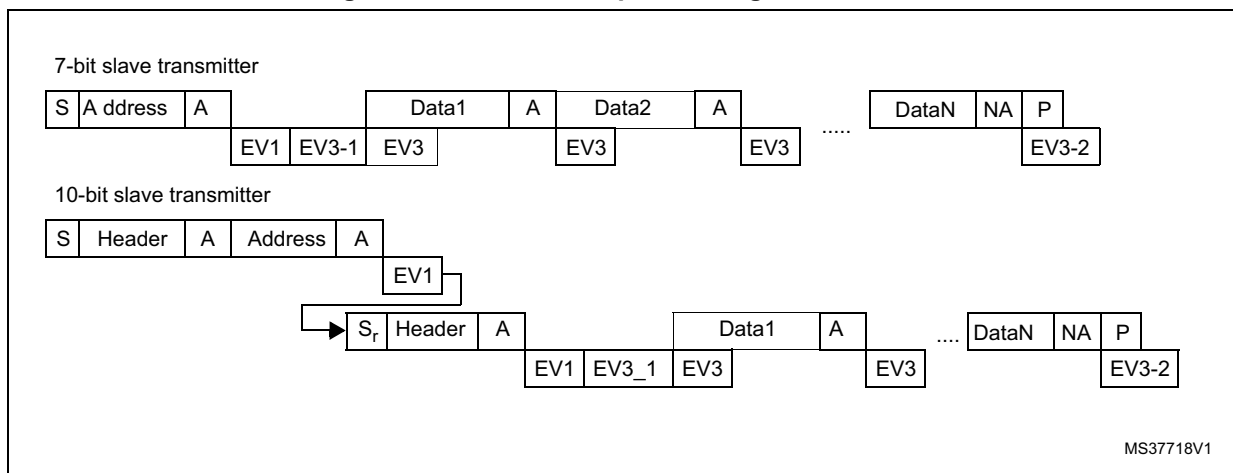 7-bit slave transmitter
S A ddress A Data1 A Data2 A ..... DataN NA P
EV1 EV3-1 EV3 EV3 EV3 EV3-2
10-bit slave transmitter
S Header A Address A
EV1
Sr Header A Data1 A .... DataN NA P
EV1 EV3_1 EV3 EV3 EV3-2
MS37718V1